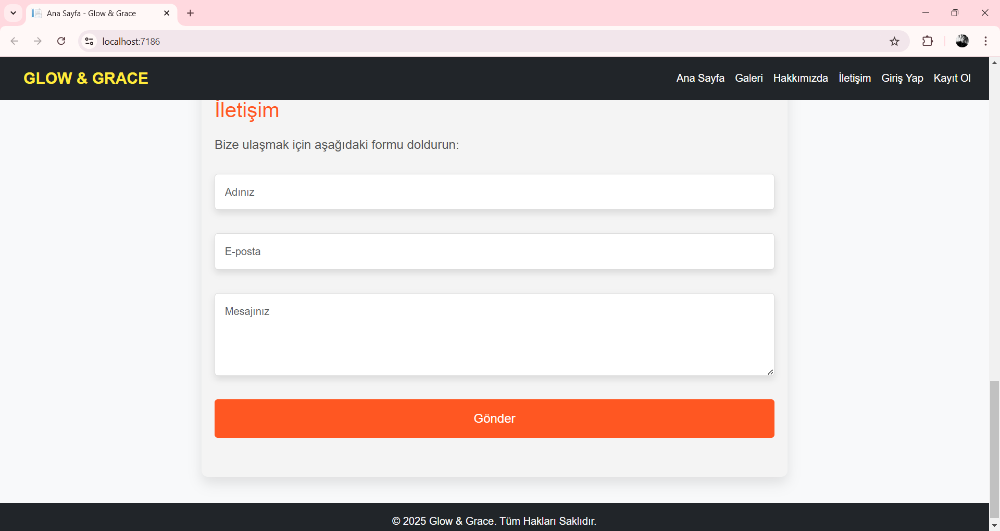 Ana Sayfa - Glow & Grace
localhost:7186
GLOW & GRACE
Ana Sayfa Galeri Hakkımızda İletişim Giriş Yap Kayıt Ol
İletişim
Bize ulaşmak için aşağıdaki formu doldurun:
Adınız
E-posta
Mesajınız
Gönder
© 2025 Glow & Grace. Tüm Hakları Saklıdır.